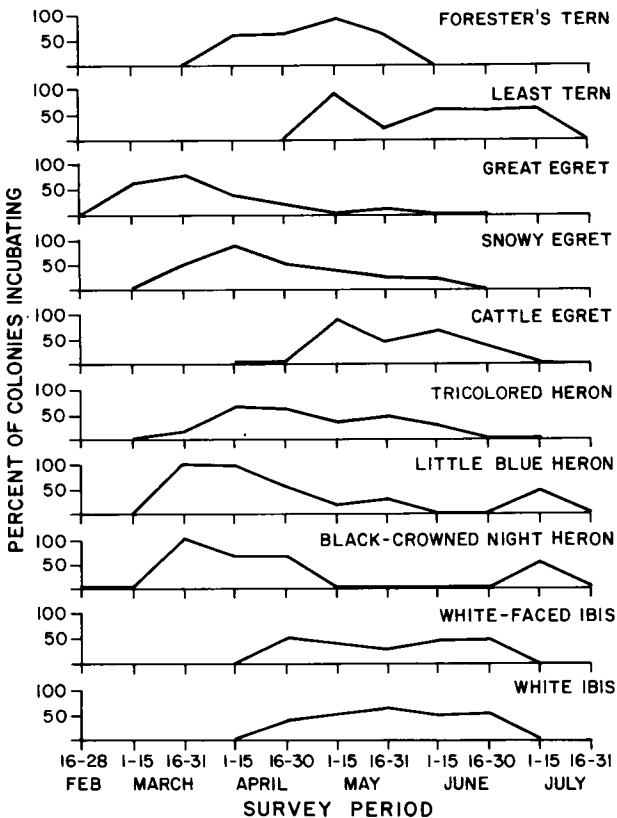 FORESTER'S TERN
100
50
LEAST TERN
100
50
GREAT EGRET
100
50
SNOWY EGRET
100
50
CATTLE EGRET
100
50
TRICOLORED HERON
100
50
LITTLE BLUE HERON
100
50
BLACK-CROWNED NIGHT HERON
100
50
WHITE-FACED IBIS
100
50
WHITE IBIS
100
50
PERCENT OF COLONIES INCUBATING
16-28 1-15 16-31 1-15 16-30 1-15 16-31 1-15 16-30 1-15 16-31
FEB MARCH APRIL MAY JUNE JULY
SURVEY PERIOD